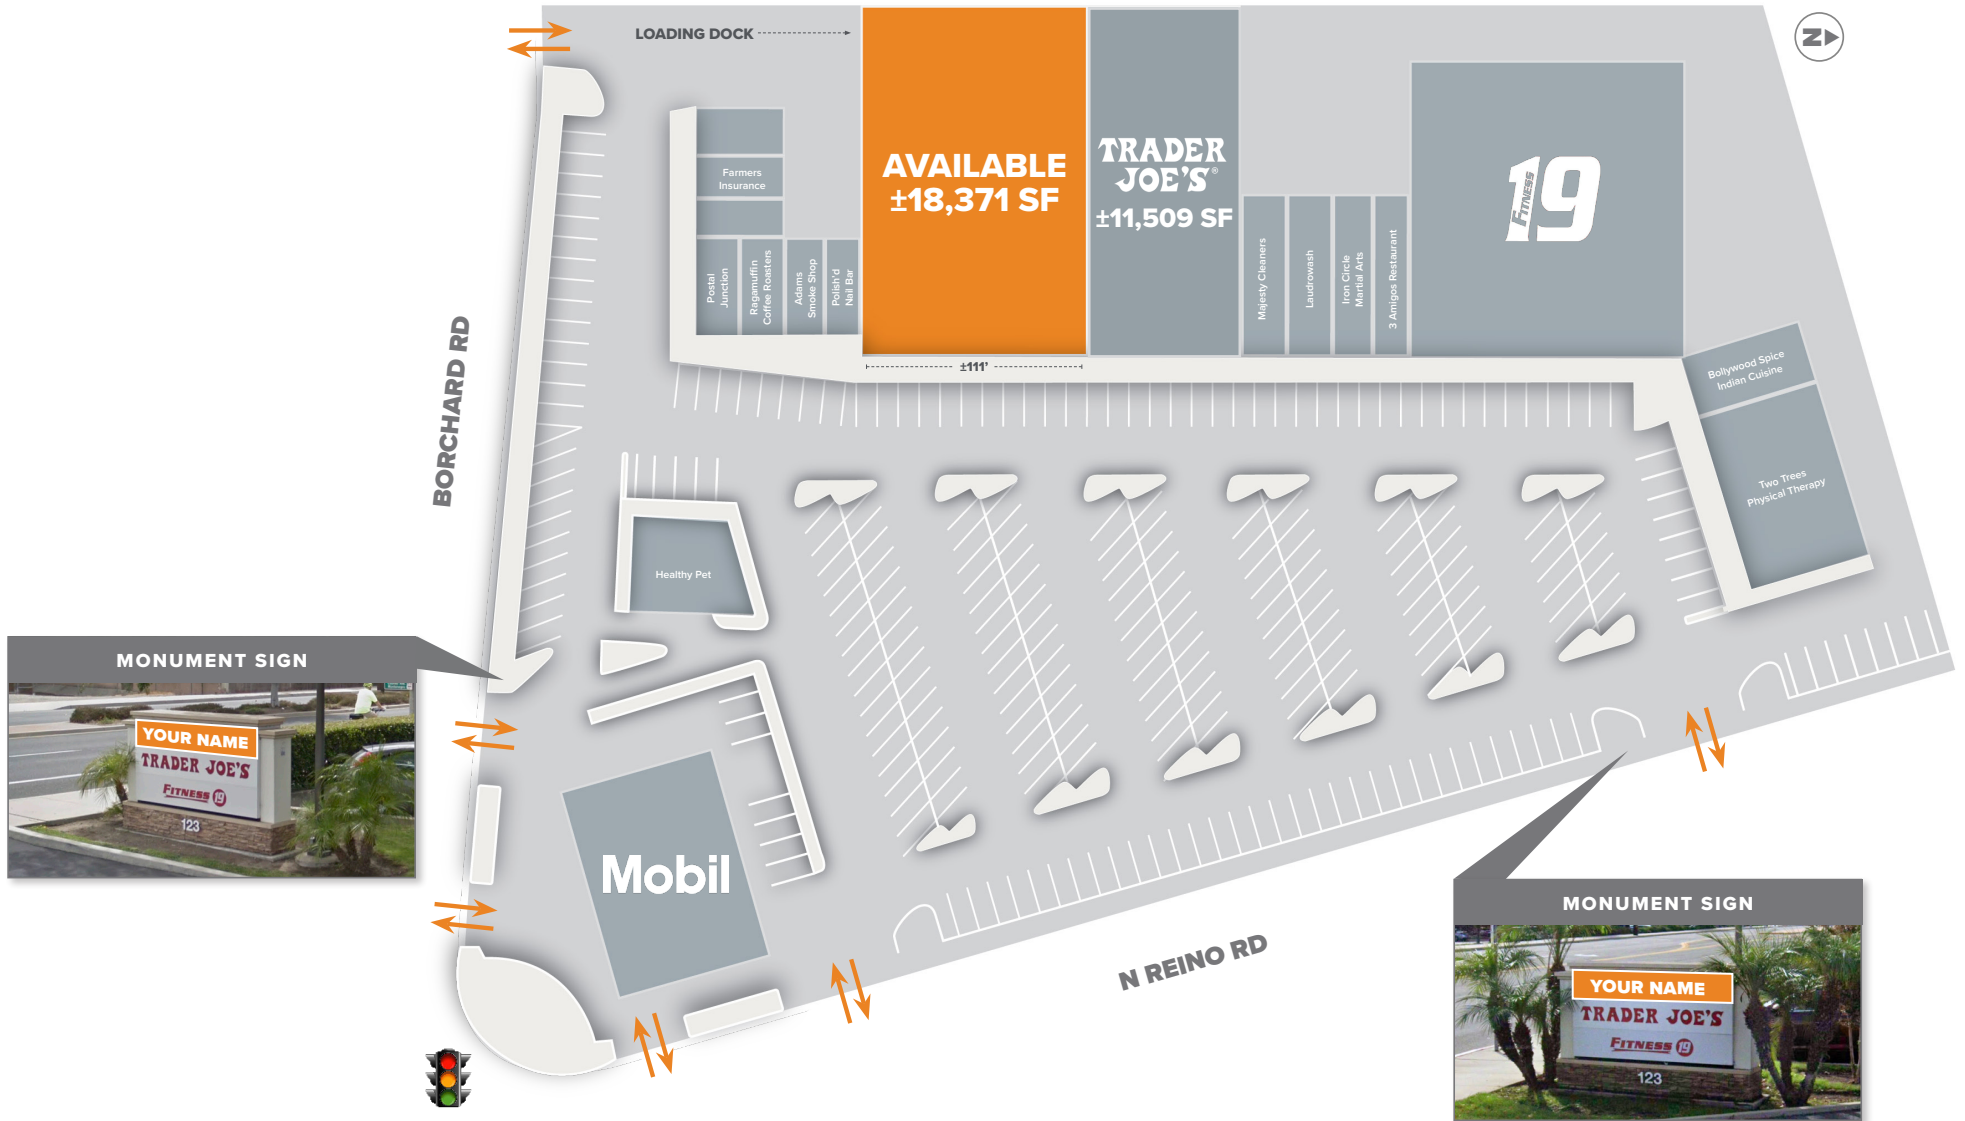 LOADING DOCK
N
AVAILABLE
±18,371 SF
TRADER
JOE'S®
±11,509 SF
FITNESS 19
Farmers
Insurance
Postal
Junction
Ragamuffin
Coffee Roasters
Adams
Smoke Shop
Polish'd
Nail Bar
Majesty Cleaners
Laudrowash
Iron Circle
Martial Arts
3 Amigos Restaurant
±111'
Bollywood Spice
Indian Cuisine
Two Trees
Physical Therapy
BORCHARD RD
Healthy Pet
MONUMENT SIGN
YOUR NAME
TRADER JOE'S
FITNESS 19
123
Mobil
N REINO RD
MONUMENT SIGN
YOUR NAME
TRADER JOE'S
FITNESS 19
123